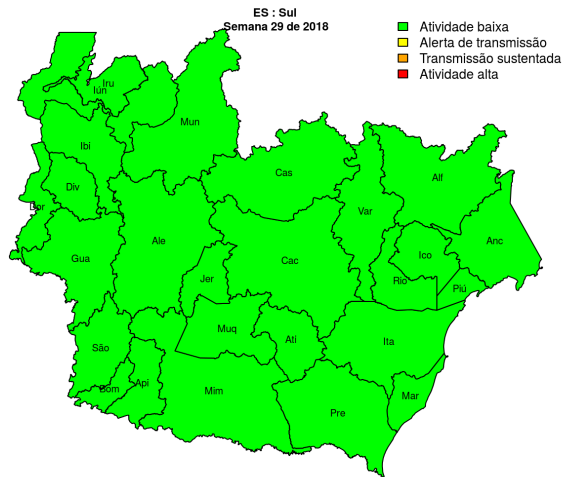 ES : Sul
Semana 29 de 2018
Atividade baixa
Alerta de transmissão
Transmissão sustentada
Atividade alta
Iru
Iún
Mun
Ibi
Cas
Alf
Div
Dor
Var
Ale
Anc
Gua
Cac
Ico
Jer
Rio
Piú
Muq
Ati
Ita
São
Bom
Api
Mim
Mar
Pre